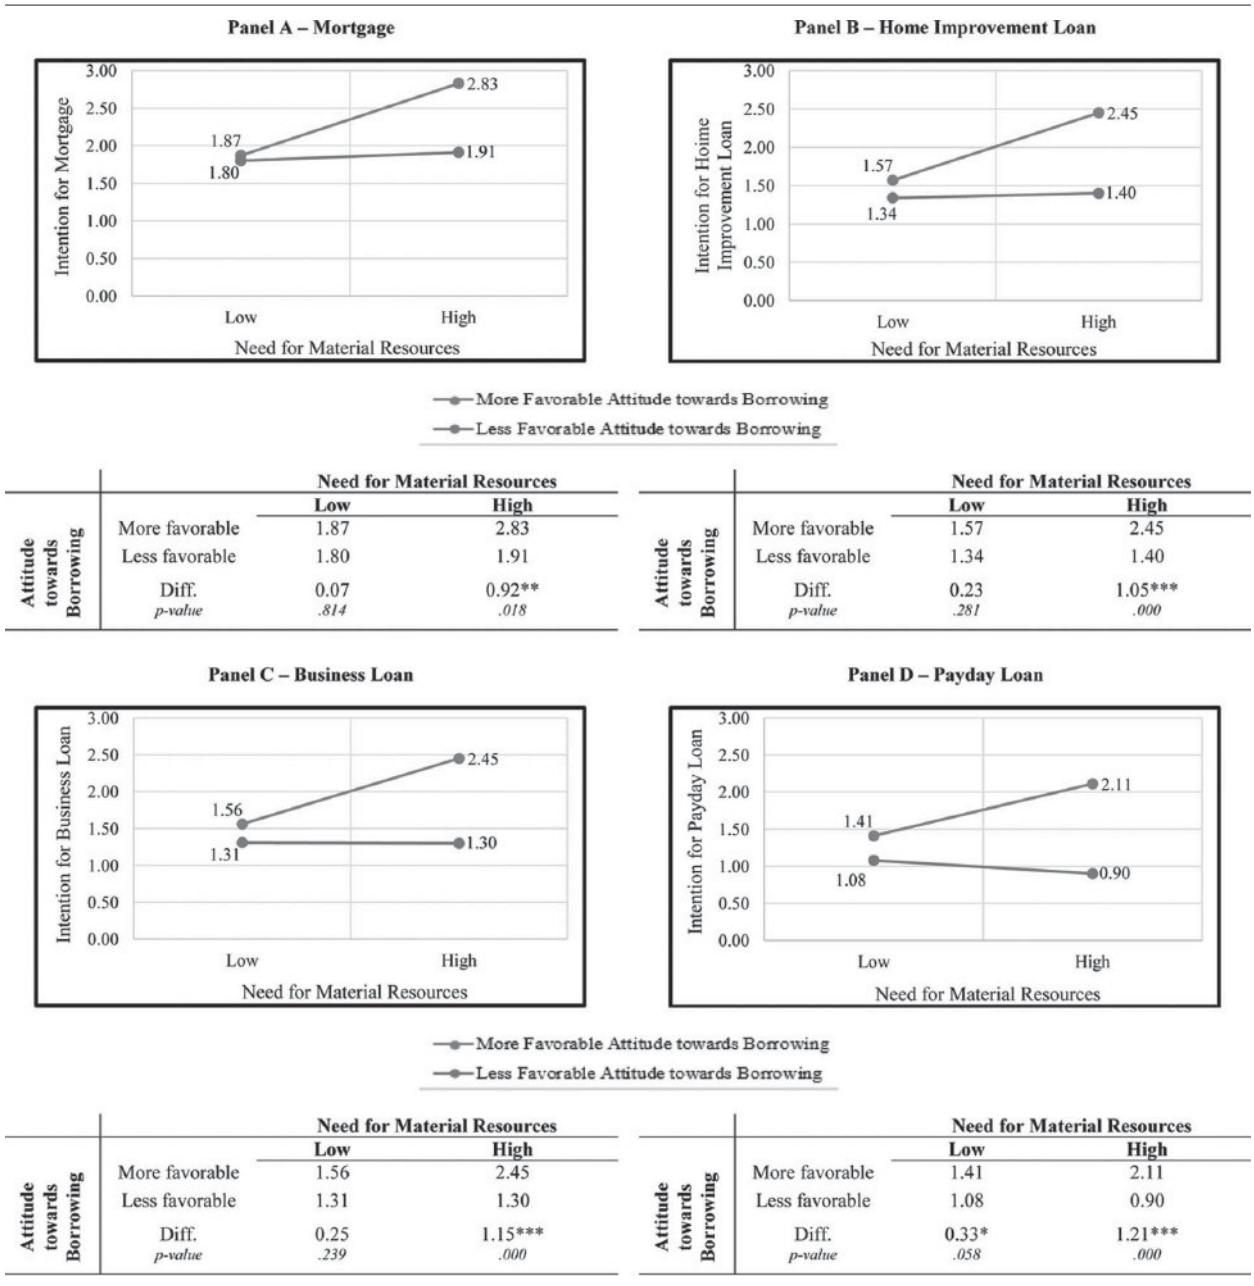 Panel A – Mortgage
3.00
2.50
2.00
1.50
1.00
0.50
0.00
Intention for Mortgage
1.87
1.80
2.83
1.91
Low High
Need for Material Resources
Panel B – Home Improvement Loan
3.00
2.50
2.00
1.50
1.00
0.50
0.00
Intention for Hoime
Improvement Loan
1.57
1.34
2.45
1.40
Low High
Need for Material Resources
More Favorable Attitude towards Borrowing
Less Favorable Attitude towards Borrowing
Need for Material Resources
Low High
Attitude
towards
Borrowing
More favorable 1.87 2.83
Less favorable 1.80 1.91
Diff. 0.07 0.92**
p-value .814 .018
Need for Material Resources
Low High
Attitude
towards
Borrowing
More favorable 1.57 2.45
Less favorable 1.34 1.40
Diff. 0.23 1.05***
p-value .281 .000
Panel C – Business Loan
3.00
2.50
2.00
1.50
1.00
0.50
0.00
Intention for Business Loan
1.56
1.31
2.45
1.30
Low High
Need for Material Resources
Panel D – Payday Loan
3.00
2.50
2.00
1.50
1.00
0.50
0.00
Intention for Payday Loan
1.41
1.08
2.11
0.90
Low High
Need for Material Resources
More Favorable Attitude towards Borrowing
Less Favorable Attitude towards Borrowing
Need for Material Resources
Low High
Attitude
towards
Borrowing
More favorable 1.56 2.45
Less favorable 1.31 1.30
Diff. 0.25 1.15***
p-value .239 .000
Need for Material Resources
Low High
Attitude
towards
Borrowing
More favorable 1.41 2.11
Less favorable 1.08 0.90
Diff. 0.33* 1.21***
p-value .058 .000